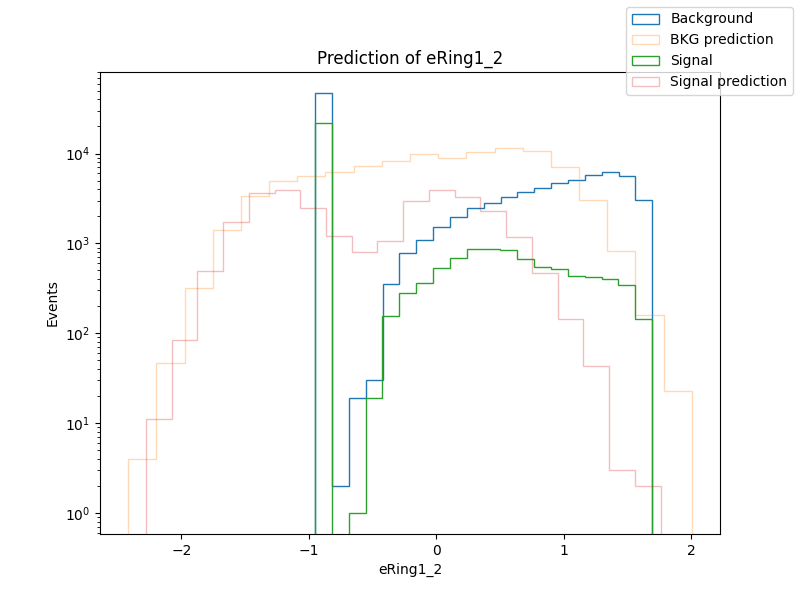 Background
BKG prediction
Signal
Signal prediction
Prediction of eRing1_2
Events
10^4
10^3
10^2
10^1
10^0
−2 −1 0 1 2
eRing1_2